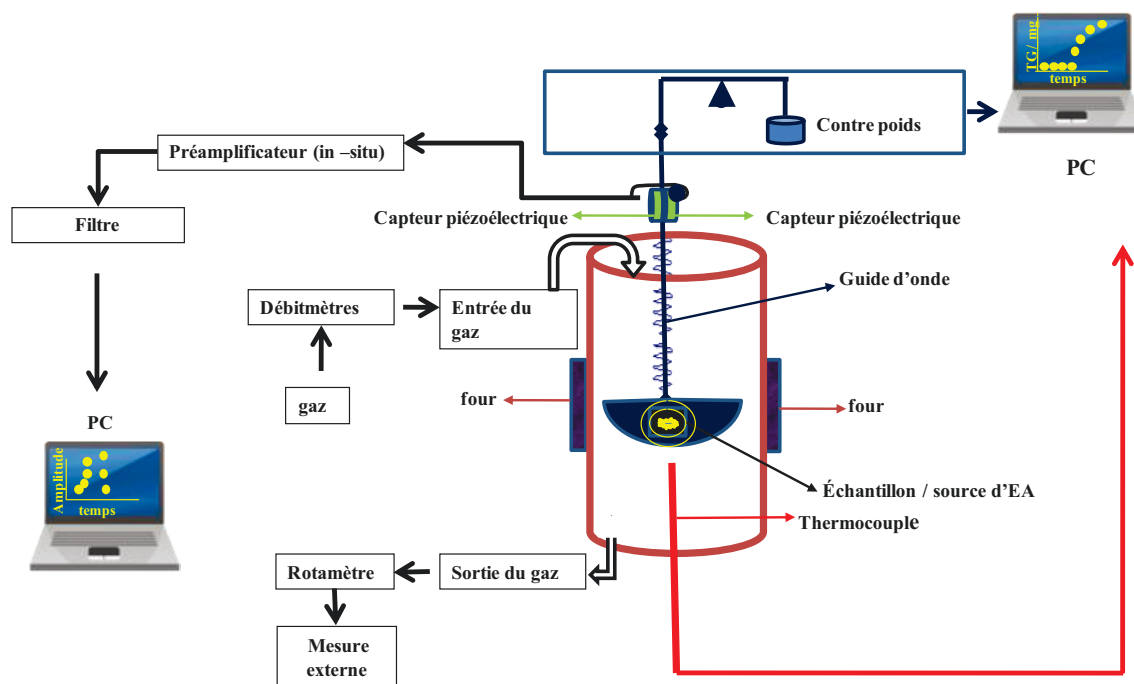 TG / mg
temps
Contre poids
PC
Préamplificateur (in –situ)
Filtre
Capteur piézoélectrique
Capteur piézoélectrique
Guide d’onde
Débitmètres
Entrée du
gaz
gaz
four
four
PC
Amplitude
temps
Échantillon / source d’EA
Thermocouple
Rotamètre
Sortie du gaz
Mesure
externe